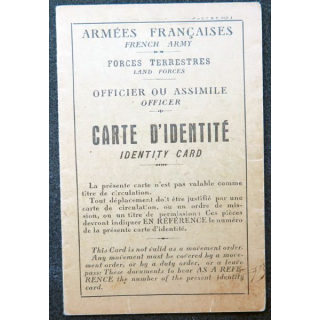 ARMÉES FRANÇAISES
FRENCH ARMY
FORCES TERRESTRES
LAND FORCES
OFFICIER OU ASSIMILE
OFFICER
CARTE D'IDENTITÉ
IDENTITY CARD
La présente carte n'est pas valable comme
titre de circulation.
Tout déplacement doit être justifié par une
carte de circulation, ou un ordre de mis-
sion, ou un titre de permission: Ces pièces
devront indiquer EN RÉFÉRENCE le numéro
de la présente carte d'identité.
This Card is not valid as a movement order.
Any movement must be covered by a move-
ment order, or by a duty order, or a leave
pass: These documents to bear AS A REFE-
RENCE the number of the present identity
card.